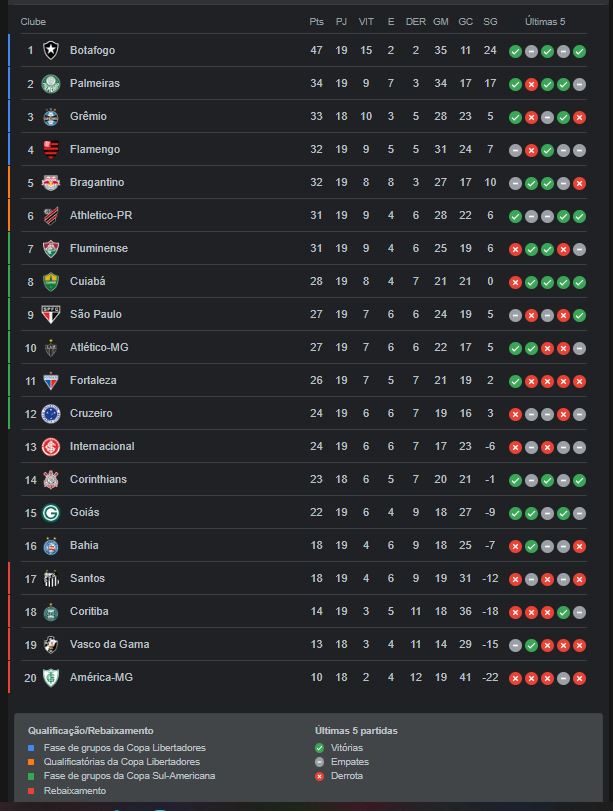 Clube Pts PJ VIT E DER GM GC SG Últimas 5
1 Botafogo 47 19 15 2 2 35 11 24
2 Palmeiras 34 19 9 7 3 34 17 17
3 Grêmio 33 18 10 3 5 28 23 5
4 Flamengo 32 19 9 5 5 31 24 7
5 Bragantino 32 19 8 8 3 27 17 10
6 Athletico-PR 31 19 9 4 6 28 22 6
7 Fluminense 31 19 9 4 6 25 19 6
8 Cuiabá 28 19 8 4 7 21 21 0
9 São Paulo 27 19 7 6 6 24 19 5
10 Atlético-MG 27 19 7 6 6 22 17 5
11 Fortaleza 26 19 7 5 7 21 19 2
12 Cruzeiro 24 19 6 6 7 19 16 3
13 Internacional 24 19 6 6 7 17 23 -6
14 Corinthians 23 18 6 5 7 20 21 -1
15 Goiás 22 19 6 4 9 18 27 -9
16 Bahia 18 19 4 6 9 18 25 -7
17 Santos 18 19 4 6 9 19 31 -12
18 Coritiba 14 19 3 5 11 18 36 -18
19 Vasco da Gama 13 18 3 4 11 14 29 -15
20 América-MG 10 18 2 4 12 19 41 -22
Qualificação/Rebaixamento
Fase de grupos da Copa Libertadores
Qualificatórias da Copa Libertadores
Fase de grupos da Copa Sul-Americana
Rebaixamento
Últimas 5 partidas
Vitórias
Empates
Derrota